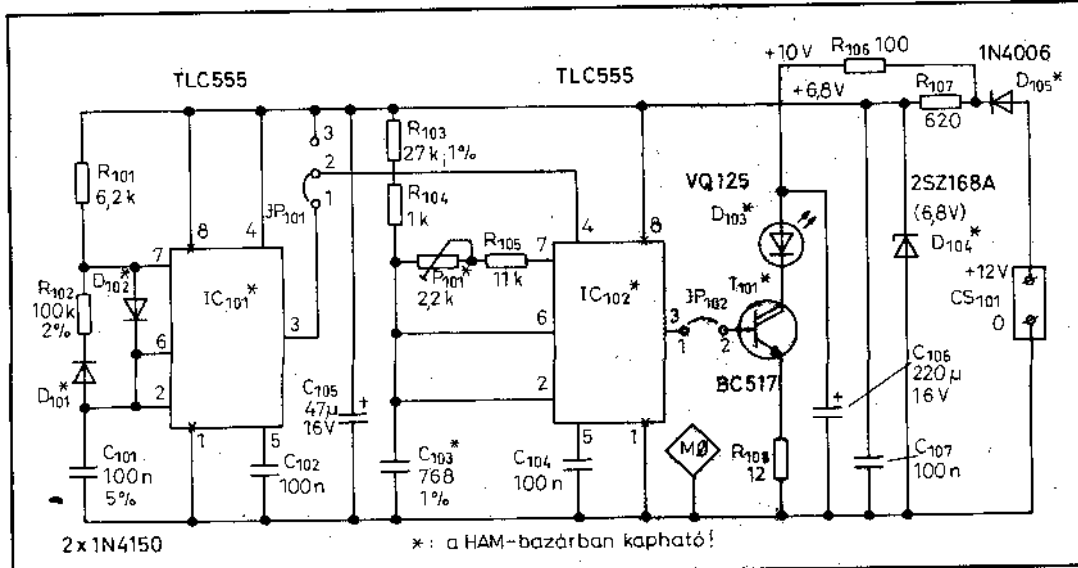 TLC555
TLC555
+10V
R106 100
1N4006
D105*
+6,8V
R107
620
R101
6,2k
3
2
1
JP101
R103
27k; 1%
R104
1k
VQ125
D103*
2SZ168A
(6,8V)
D104*
+12V
CS101
0
7
8
4
D102*
R102
100k
2%
IC101*
3
6
2
D101*
1
5
C101
100n
5%
C102
100n
C105
47µ
16V
+
P101*
2,2k
R105
11k
7
4
8
6
IC102*
3
2
1
5
JP102
1
2
T101*
BC517
C103*
768
1%
C104
100n
MØ
R108
12
C106
220µ
16V
+
C107
100n
2x1N4150
*: a HAM-bazárban kapható!